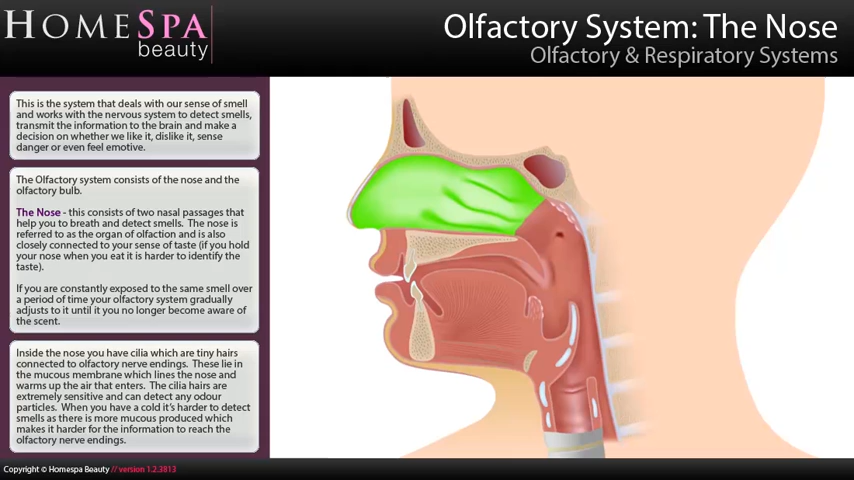 HOMESPA
beauty
Olfactory System: The Nose
Olfactory & Respiratory Systems
This is the system that deals with our sense of smell
and works with the nervous system to detect smells,
transmit the information to the brain and make a
decision on whether we like it, dislike it, sense
danger or even feel emotive.
The Olfactory system consists of the nose and the
olfactory bulb.
The Nose - this consists of two nasal passages that
help you to breath and detect smells. The nose is
referred to as the organ of olfaction and is also
closely connected to your sense of taste (if you hold
your nose when you eat it is harder to identify the
taste).
If you are constantly exposed to the same smell over
a period of time your olfactory system gradually
adjusts to it until it you no longer become aware of
the scent.
Inside the nose you have cilia which are tiny hairs
connected to olfactory nerve endings. These lie in
the mucous membrane which lines the nose and
warms up the air that enters. The cilia hairs are
extremely sensitive and can detect any odour
particles. When you have a cold it's harder to detect
smells as there is more mucous produced which
makes it harder for the information to reach the
olfactory nerve endings.
Copyright © Homespa Beauty // version 1.2.3813